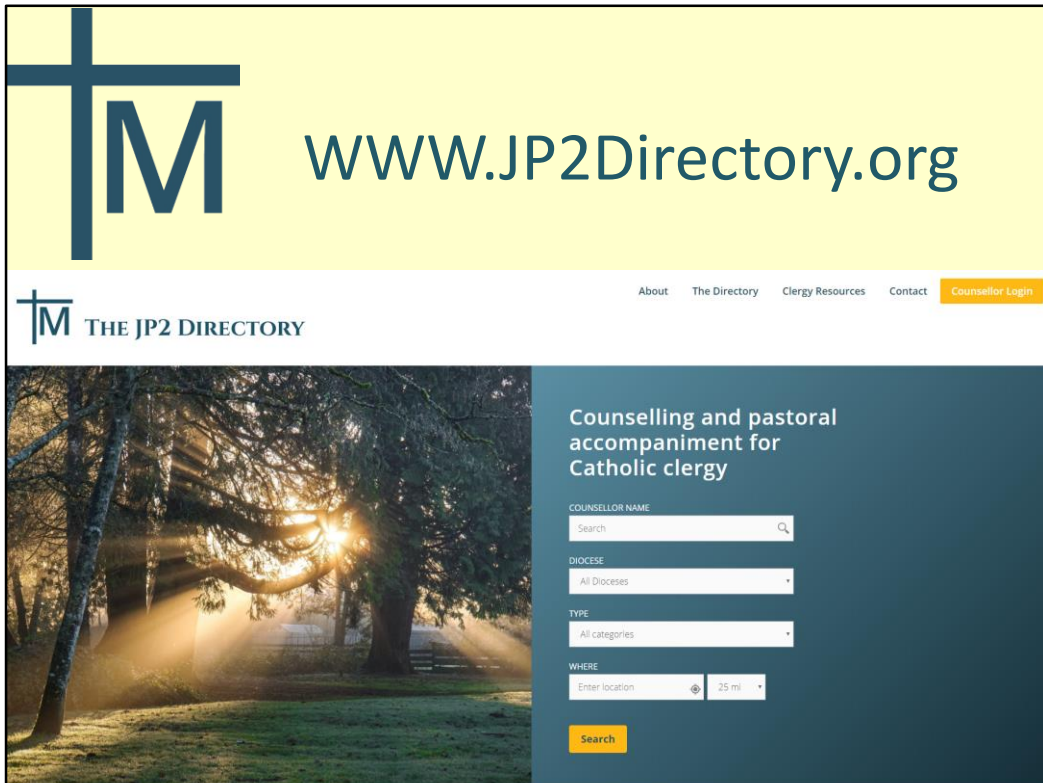 M
WWW.JP2Directory.org
About The Directory Clergy Resources Contact Counsellor Login
M THE JP2 DIRECTORY
Counselling and pastoral
accompaniment for
Catholic clergy
COUNSELLOR NAME
Search
DIOCESE
All Dioceses
TYPE
All categories
WHERE
Enter location 25 mi
Search